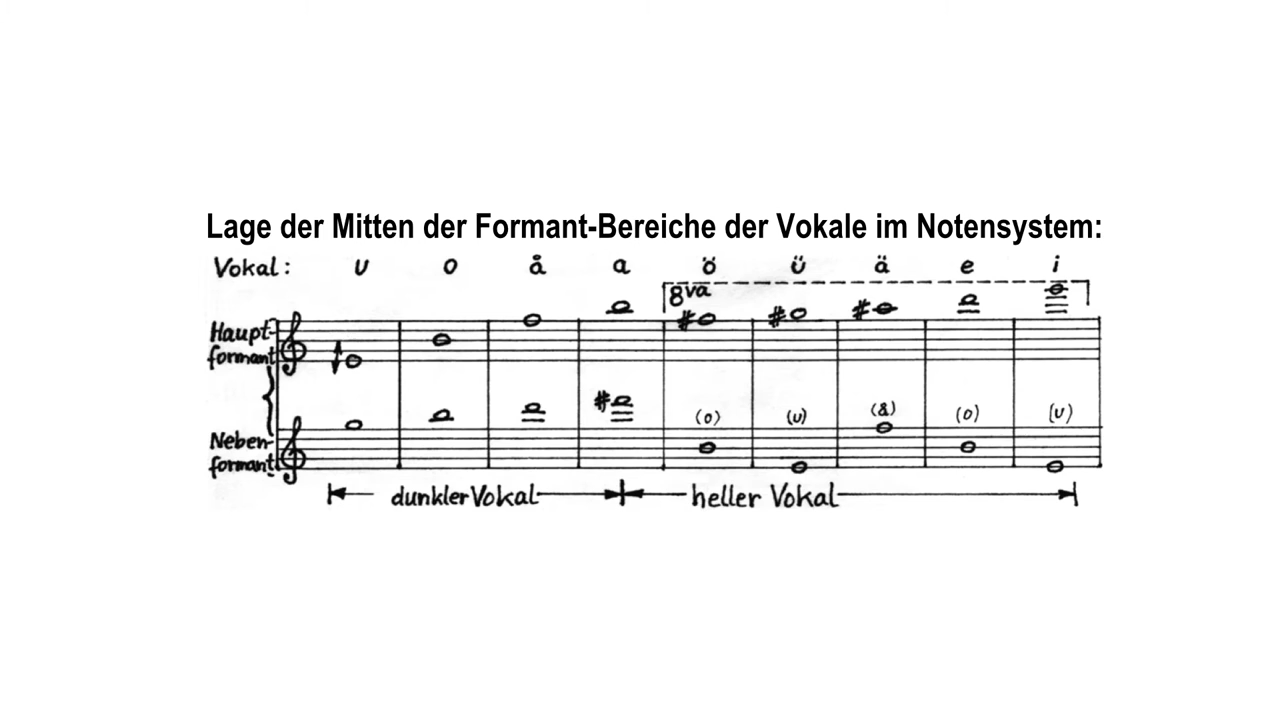 Lage der Mitten der Formant-Bereiche der Vokale im Notensystem:
Vokal: u o å a ö ü ä e i
8va
Haupt-
formant
(o) (u) (å) (o) (u)
Neben-
formant
dunkler Vokal heller Vokal